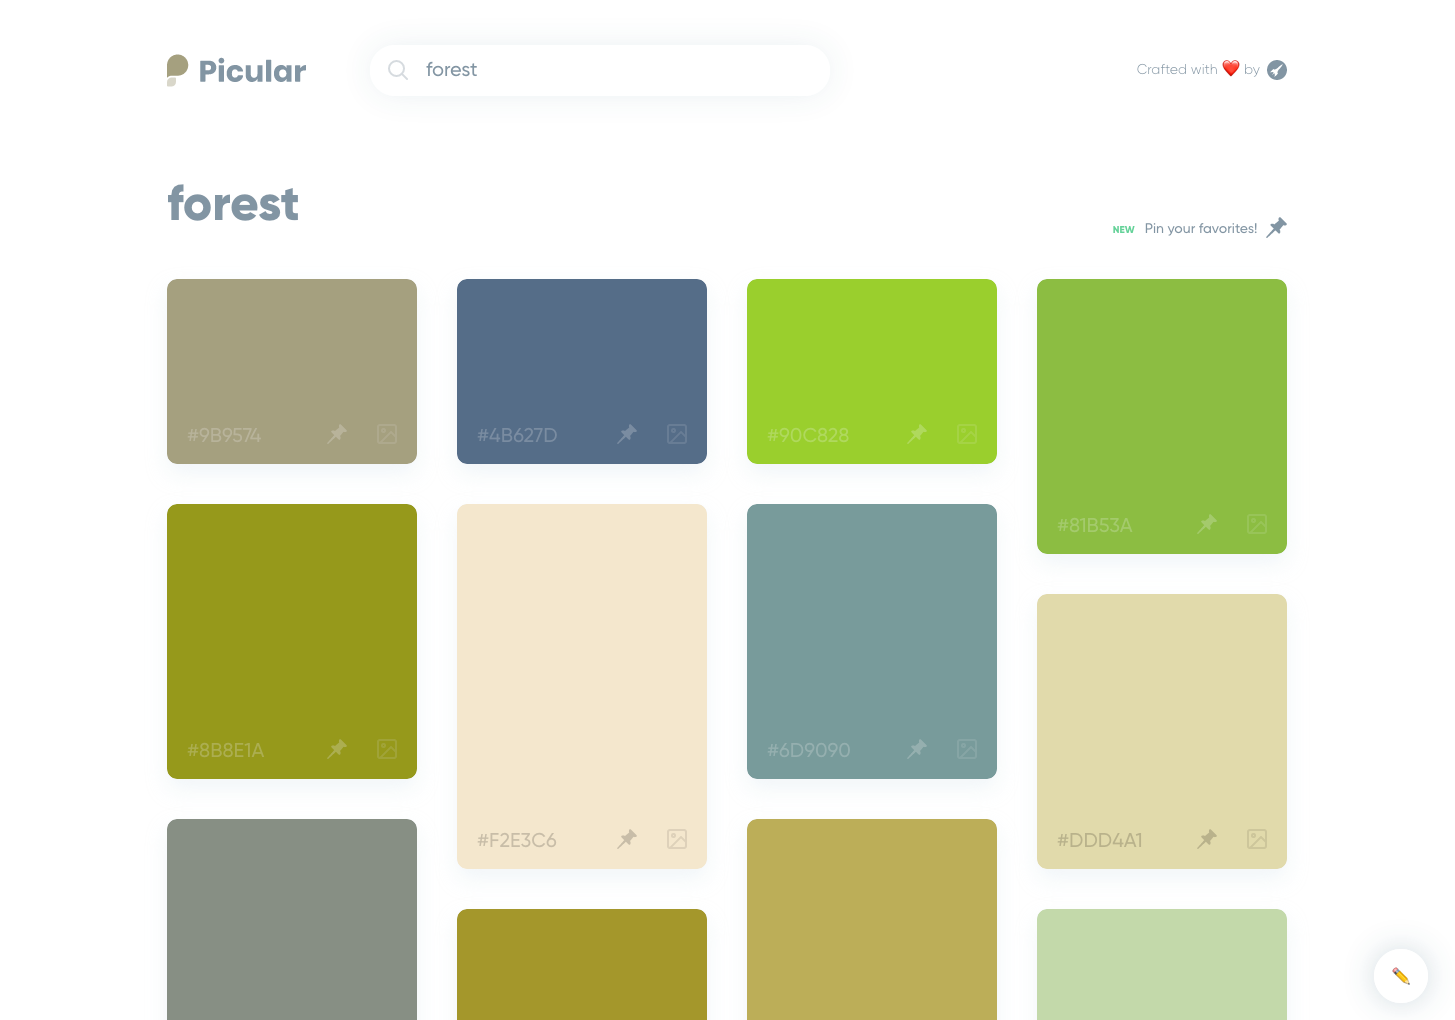 Picular
forest
Crafted with ❤️ by
forest
NEW Pin your favorites!
#9B9574
#4B627D
#90C828
#81B53A
#8B8E1A
#F2E3C6
#6D9090
#DDD4A1